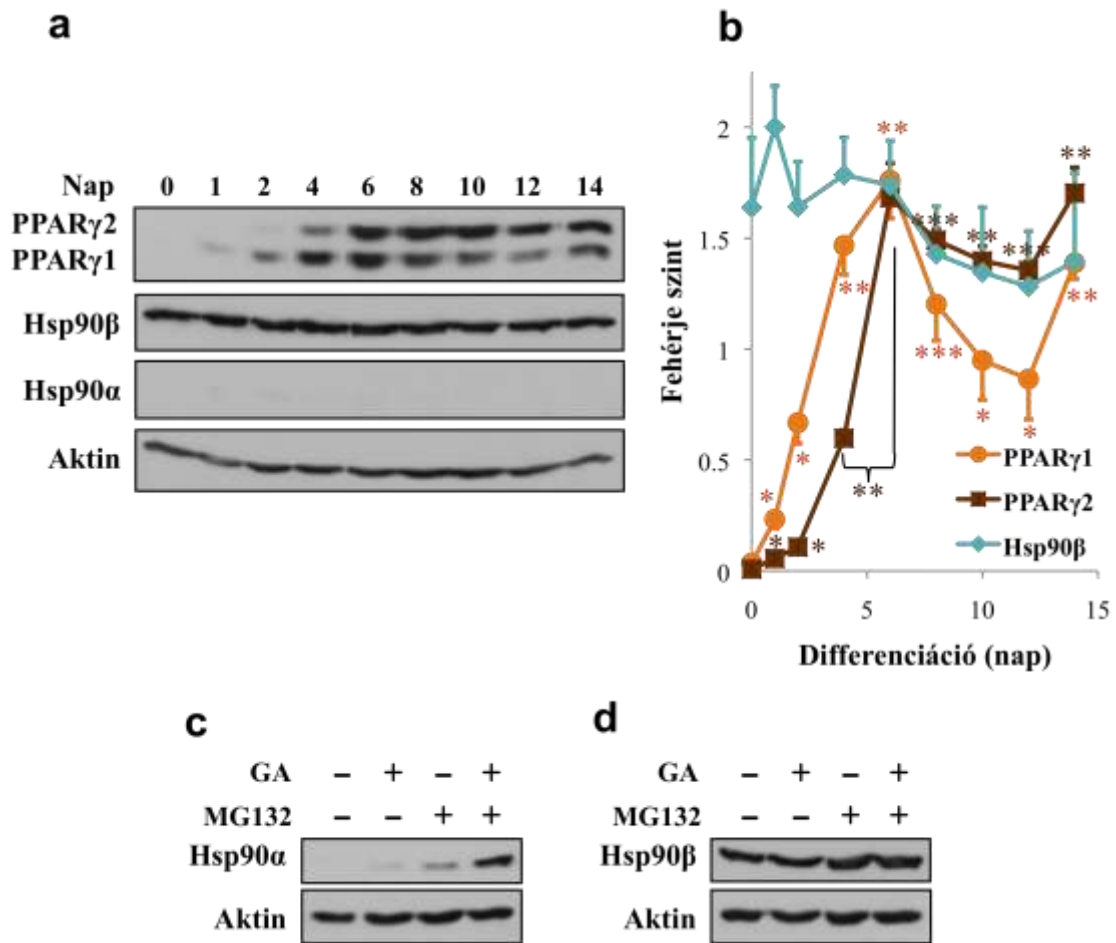 a
Nap 0 1 2 4 6 8 10 12 14
PPARγ2
PPARγ1
Hsp90β
Hsp90α
Aktin
b
Fehérje szint
2
1.5
1
0.5
0
**
***
**
***
**
**
***
*
*
**
*
*
*
*
*
**
PPARγ1
PPARγ2
Hsp90β
0 5 10 15
Differenciáció (nap)
c
GA – + – +
MG132 – – + +
Hsp90α
Aktin
d
GA – + – +
MG132 – – + +
Hsp90β
Aktin